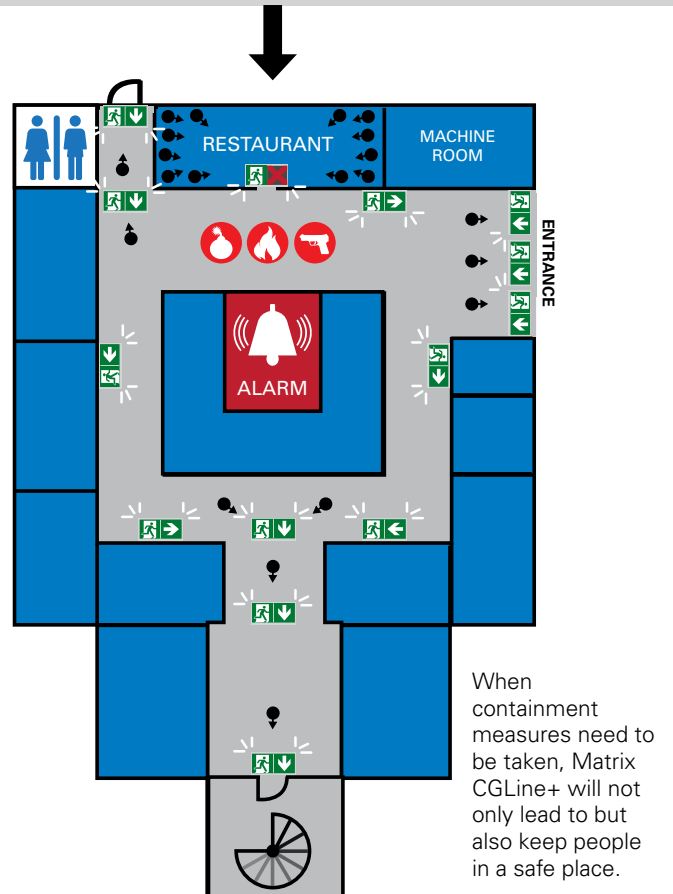 RESTAURANT
MACHINE
ROOM
ENTRANCE
ALARM
When
containment
measures need to
be taken, Matrix
CGLine+ will not
only lead to but
also keep people
in a safe place.